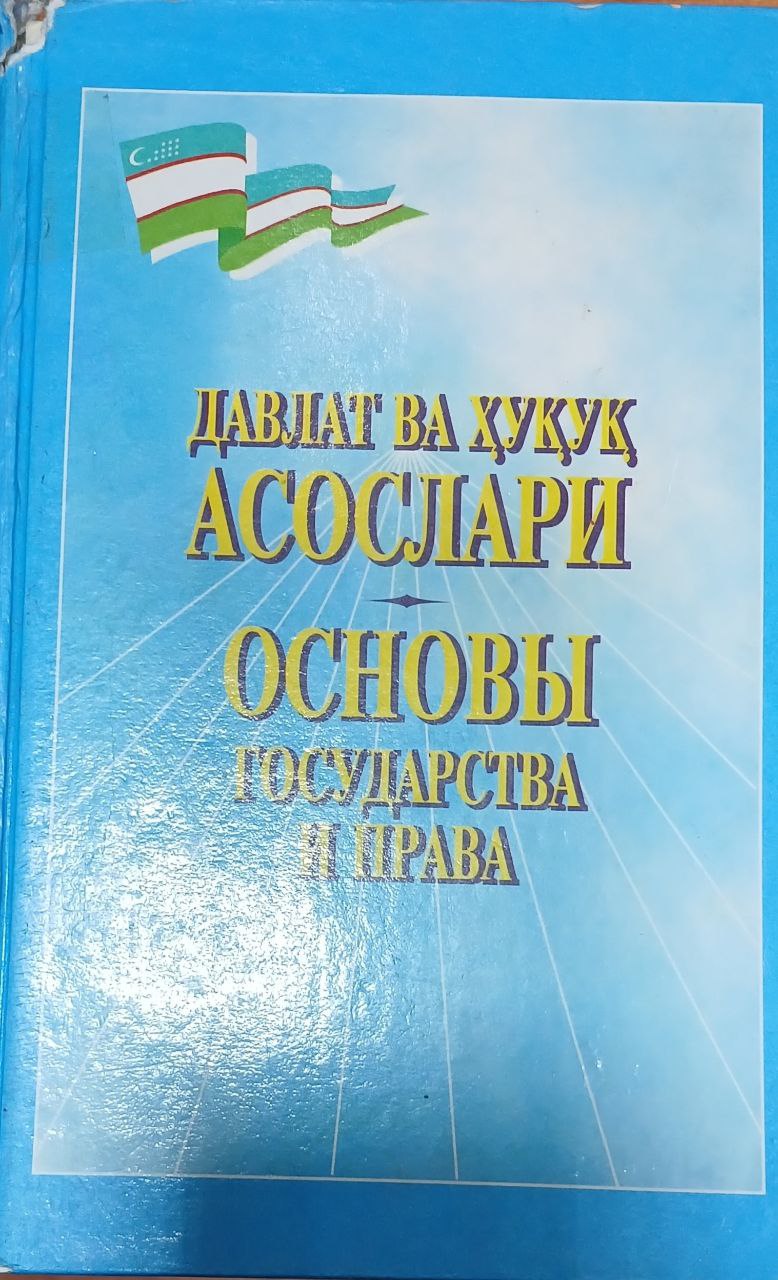 ДАВЛАТ ВА ҲУҚУҚ
АСОСЛАРИ
ОСНОВЫ
ГОСУДАРСТВА
И ПРАВА